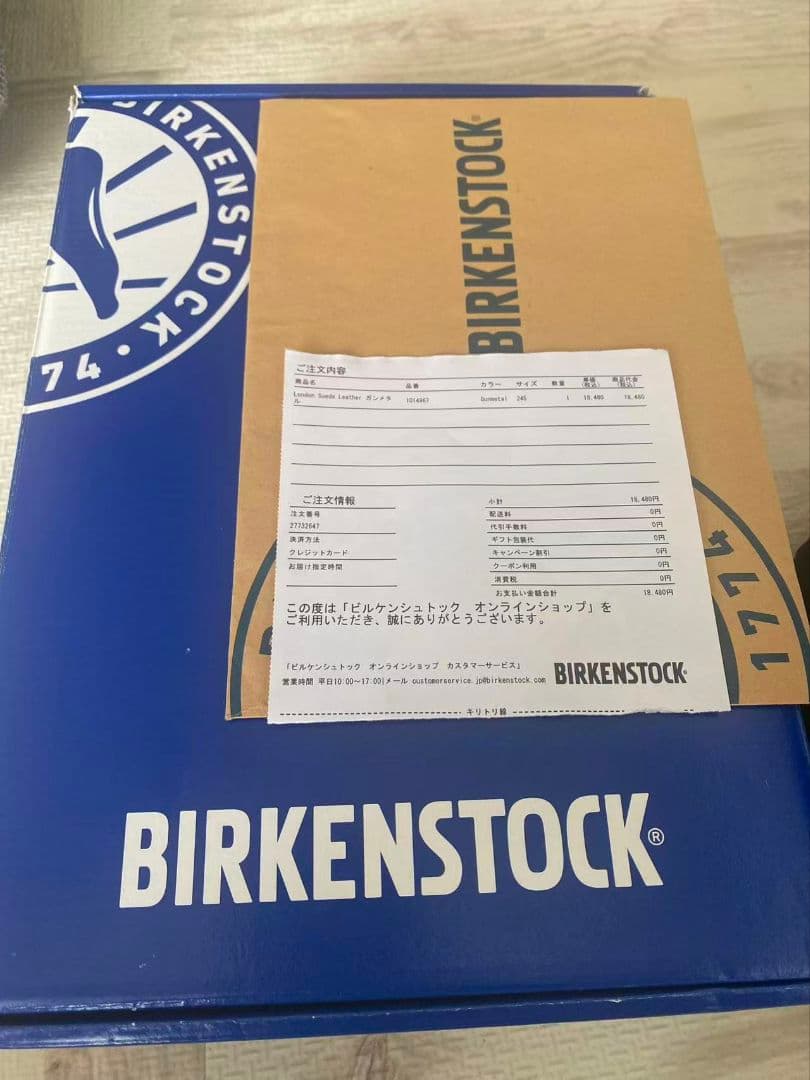 BIRKENSTOCK
74 •
BIRKENSTOCK
ご注文内容
商品名 品番 カラー サイズ 数量 単価(税込) 商品代金(税込)
London Suede Leather ガンメタル 1014967 Gunmetal 245 1 18,480 18,480
ご注文情報
注文番号
27732647
決済方法
クレジットカード
お届け指定時間
小計 18,480円
配送料 0円
代引手数料 0円
ギフト包装代 0円
キャンペーン割引 0円
クーポン利用 0円
消費税 0円
お支払い金額合計 18,480円
この度は「ビルケンシュトック オンラインショップ」を
ご利用いただき、誠にありがとうございます。
「ビルケンシュトック オンラインショップ カスタマーサービス」
営業時間 平日10:00～17:00|メール customerservice.jp@birkenstock.com
BIRKENSTOCK
キリトリ線
1774
BIRKENSTOCK®